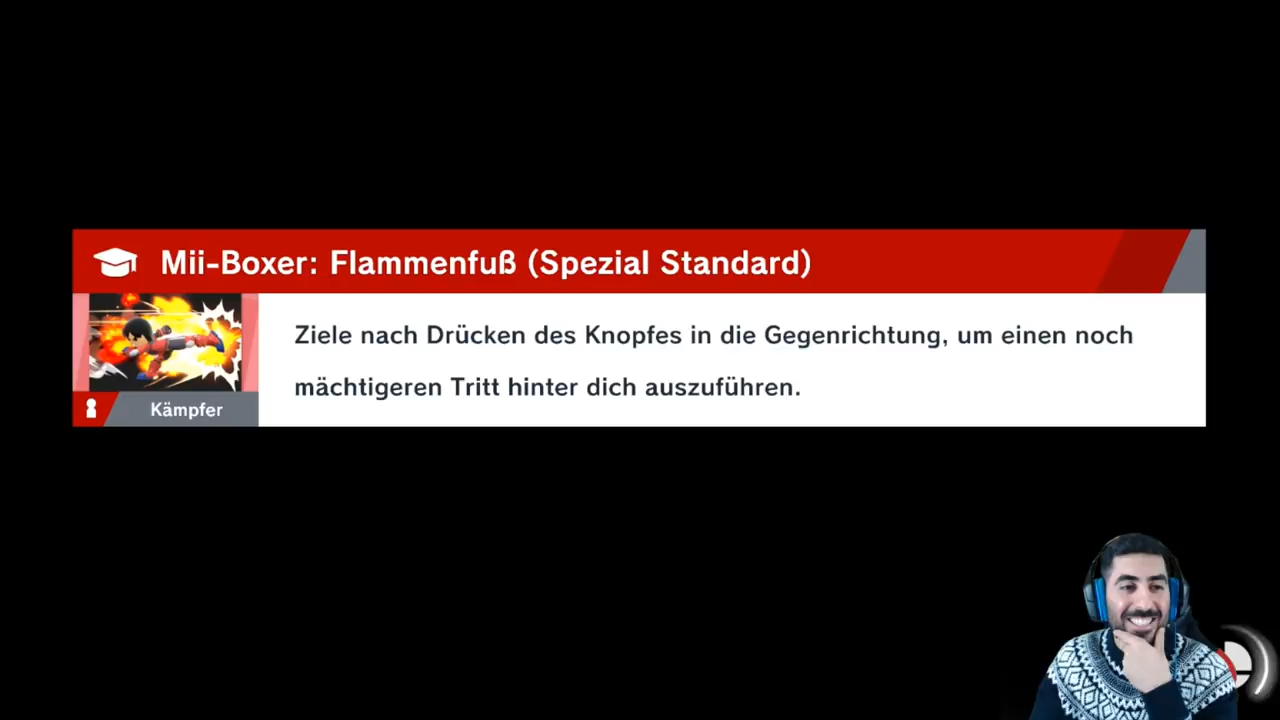 Mii-Boxer: Flammenfuß (Spezial Standard)
Ziele nach Drücken des Knopfes in die Gegenrichtung, um einen noch
mächtigeren Tritt hinter dich auszuführen.
Kämpfer